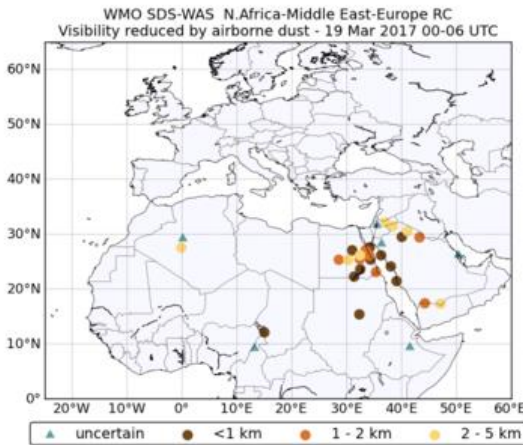 WMO SDS-WAS N.Africa-Middle East-Europe RC
Visibility reduced by airborne dust - 19 Mar 2017 00-06 UTC
60°N
50°N
40°N
30°N
20°N
10°N
0°
20°W 10°W 0° 10°E 20°E 30°E 40°E 50°E 60°E
uncertain <1 km 1 - 2 km 2 - 5 km